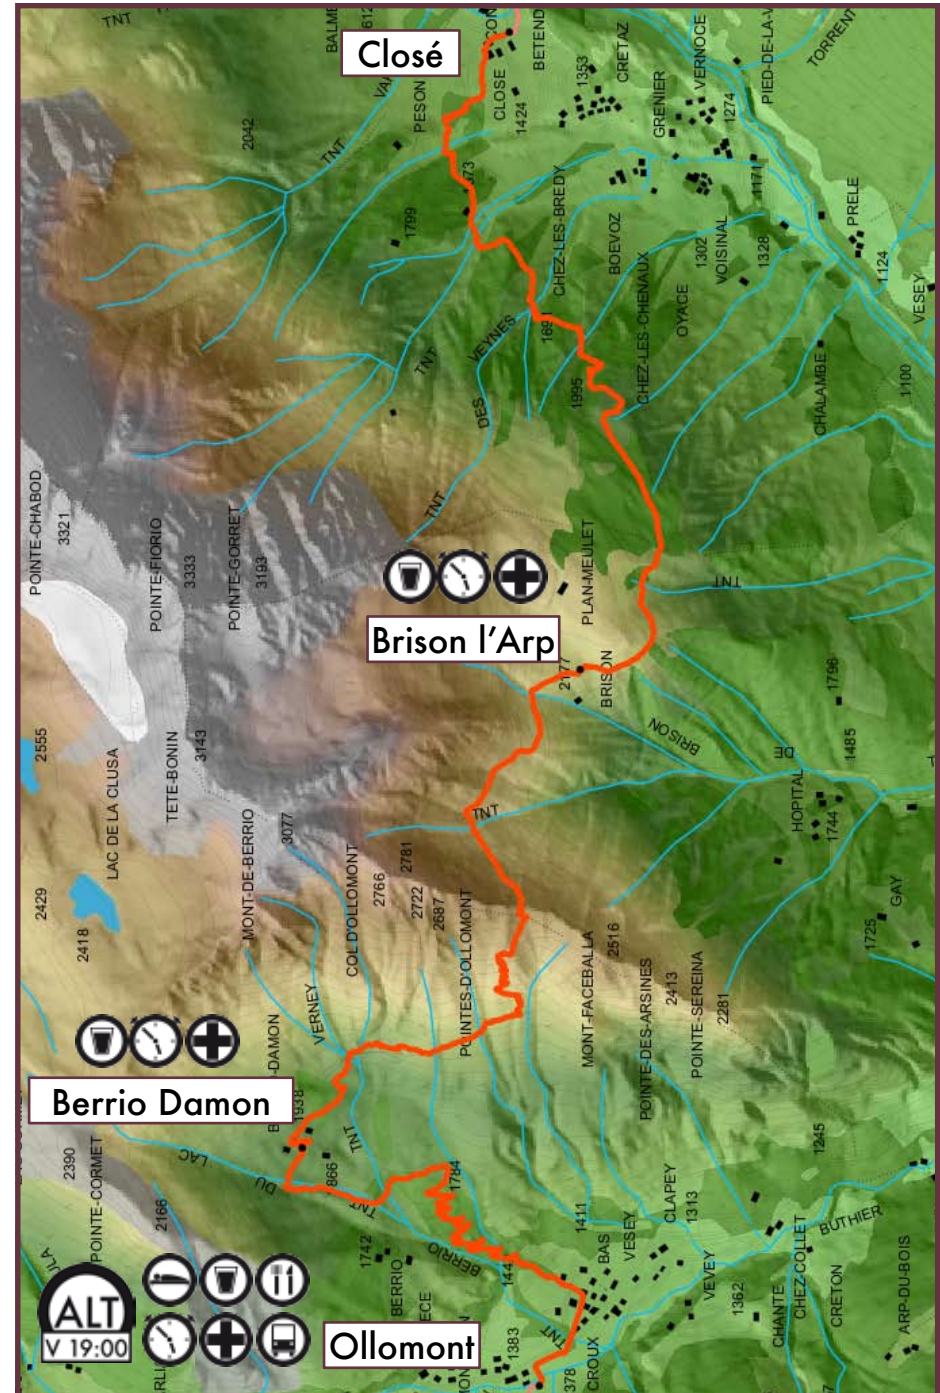 Closé
Brison l'Arp
Berrio Damon
Ollomont
ALT
V 19:00
TNT
2042
TNT
PESON
CLOSE
1424
BETEND
1353
CRETAZ
GRENIER
VERNOCE
1274
PIED-DE-LA-V
TORRENT
1799
CHEZ-LES-BREDY
BOEVOZ
1302
VOISINAL
1328
1171
PRELE
1124
VESEY
CHEZ-LES-CHENAUX
OYACE
TNT
DES
VEYNES
1691
1995
CHALAMBE
1100
POINTE-CHABOD
3321
POINTE-FIORIO
3333
POINTE-GORRET
3193
TNT
PLAN-MEULET
TNT
2177
BRISON
BRISON
DE
1796
1485
2555
LAC DE LA CLUSA
TETE-BONIN
3143
MONT-DE-BERRIO
3077
TNT
HOPITAL
1744
GAY
1725
2429
2418
COL D'OLLOMONT
2766
2781
2722
2687
POINTES-D'OLLOMONT
MONT-FACEBALLA
2516
POINTE-DES-ARSINES
2413
POINTE-SEREINA
2281
VERNEY
-DAMON
1938
TNT
LAC
DU
TNT
866
1784
2390
POINTE-CORMET
2166
1742
BERRIO
BERRIO
ECE
144
1411
BAS
VESEY
CLAPEY
1313
1245
VEVEY
1362
CHANTE
CHEZ-COLLET
BUTHIER
CRETON
ARP-DU-BOIS
TNT
1383
378
CROUX